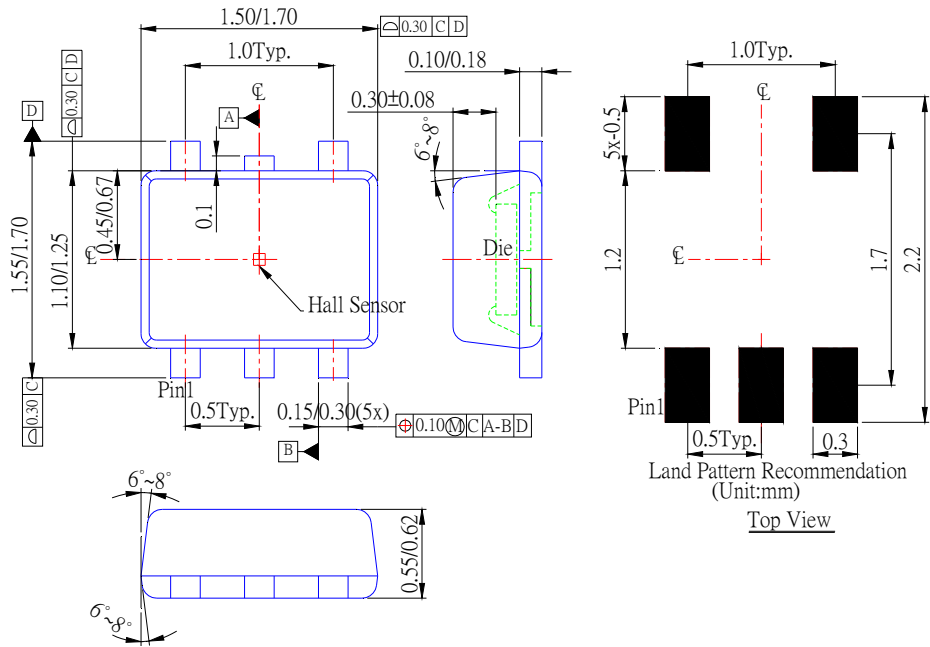 1.50/1.70
⌓ 0.30 C D
1.0Typ.
⌓ 0.30 C D
℄
A
D
0.10/0.18
0.30±0.08
6°~8°
1.55/1.70
1.10/1.25
0.45/0.67
0.1
℄
Hall Sensor
Die
⌓ 0.30 C
Pin1
0.5Typ.
0.15/0.30(5x)
⌖ 0.10 Ⓜ C A-B D
B
1.0Typ.
℄
5x-0.5
1.2
℄
1.7
2.2
Pin1
0.5Typ.
0.3
Land Pattern Recommendation
(Unit:mm)
Top View
6°~8°
0.55/0.62
6°~8°